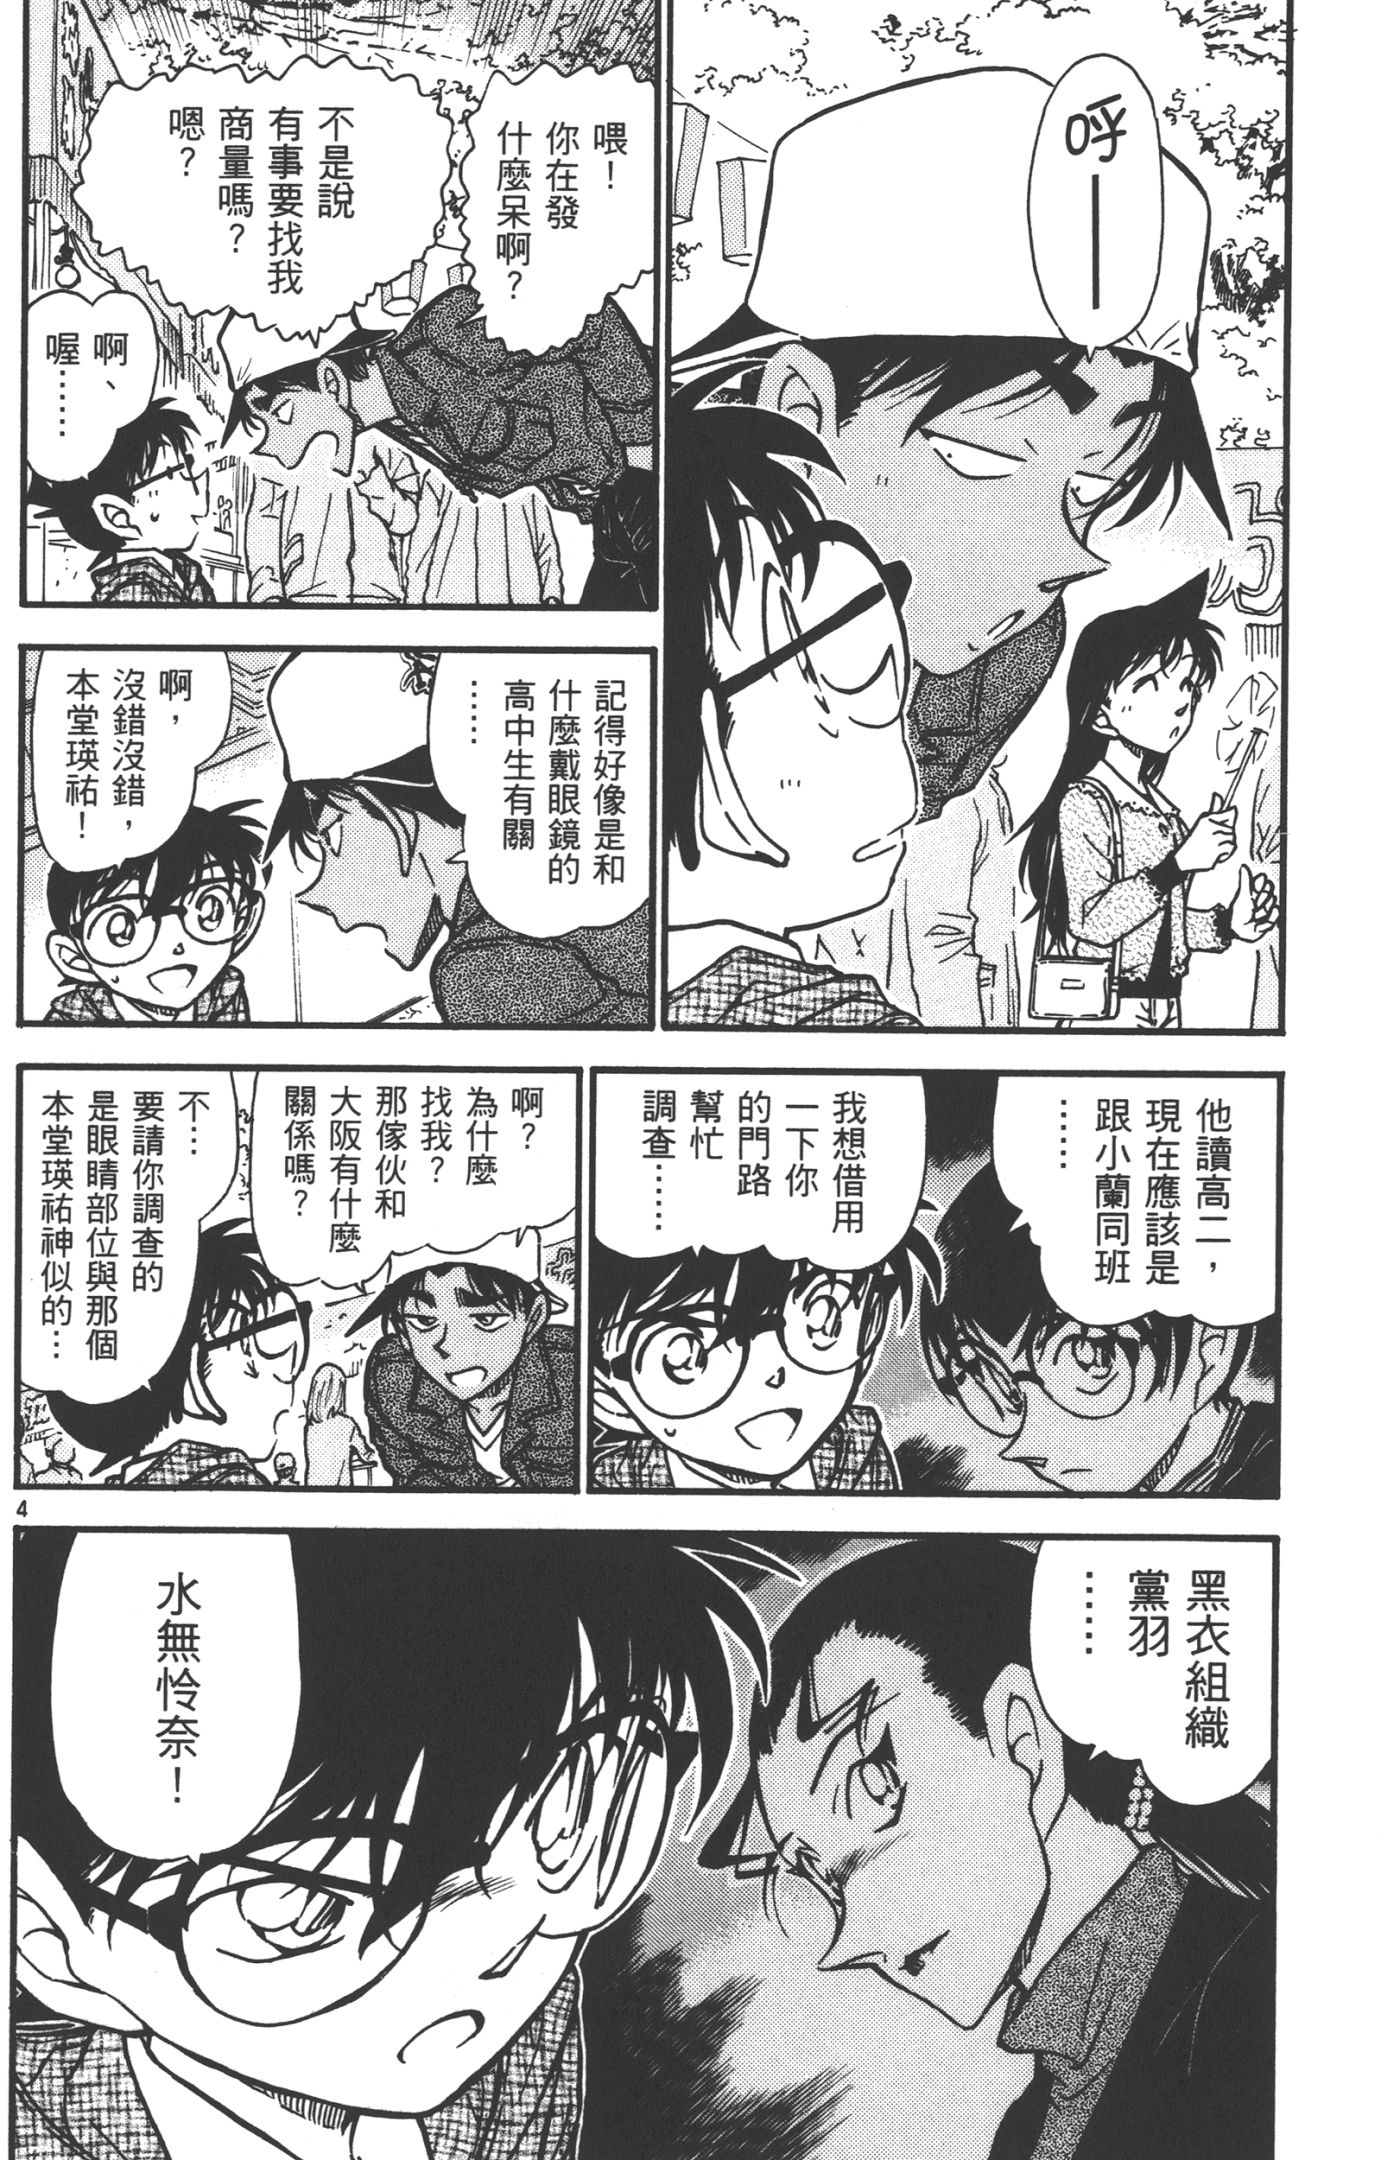 呼——
喂！
你在發
什麼呆啊？
不是說
有事要找我
商量嗎？
嗯？
啊、
喔⋯⋯
記得好像是和
什麼戴眼鏡的
高中生有關
⋯⋯
啊，
沒錯沒錯，
本堂瑛祐！
他讀高二，
現在應該是
跟小蘭同班
⋯⋯
我想借用
一下你
的門路
幫忙
調查⋯⋯
啊？
為什麼
找我？
那傢伙和
大阪有什麼
關係嗎？
不⋯
要請你調查的
是眼睛部位與那個
本堂瑛祐神似的⋯
4
黑衣組織
黨羽
⋯⋯
水無怜奈！